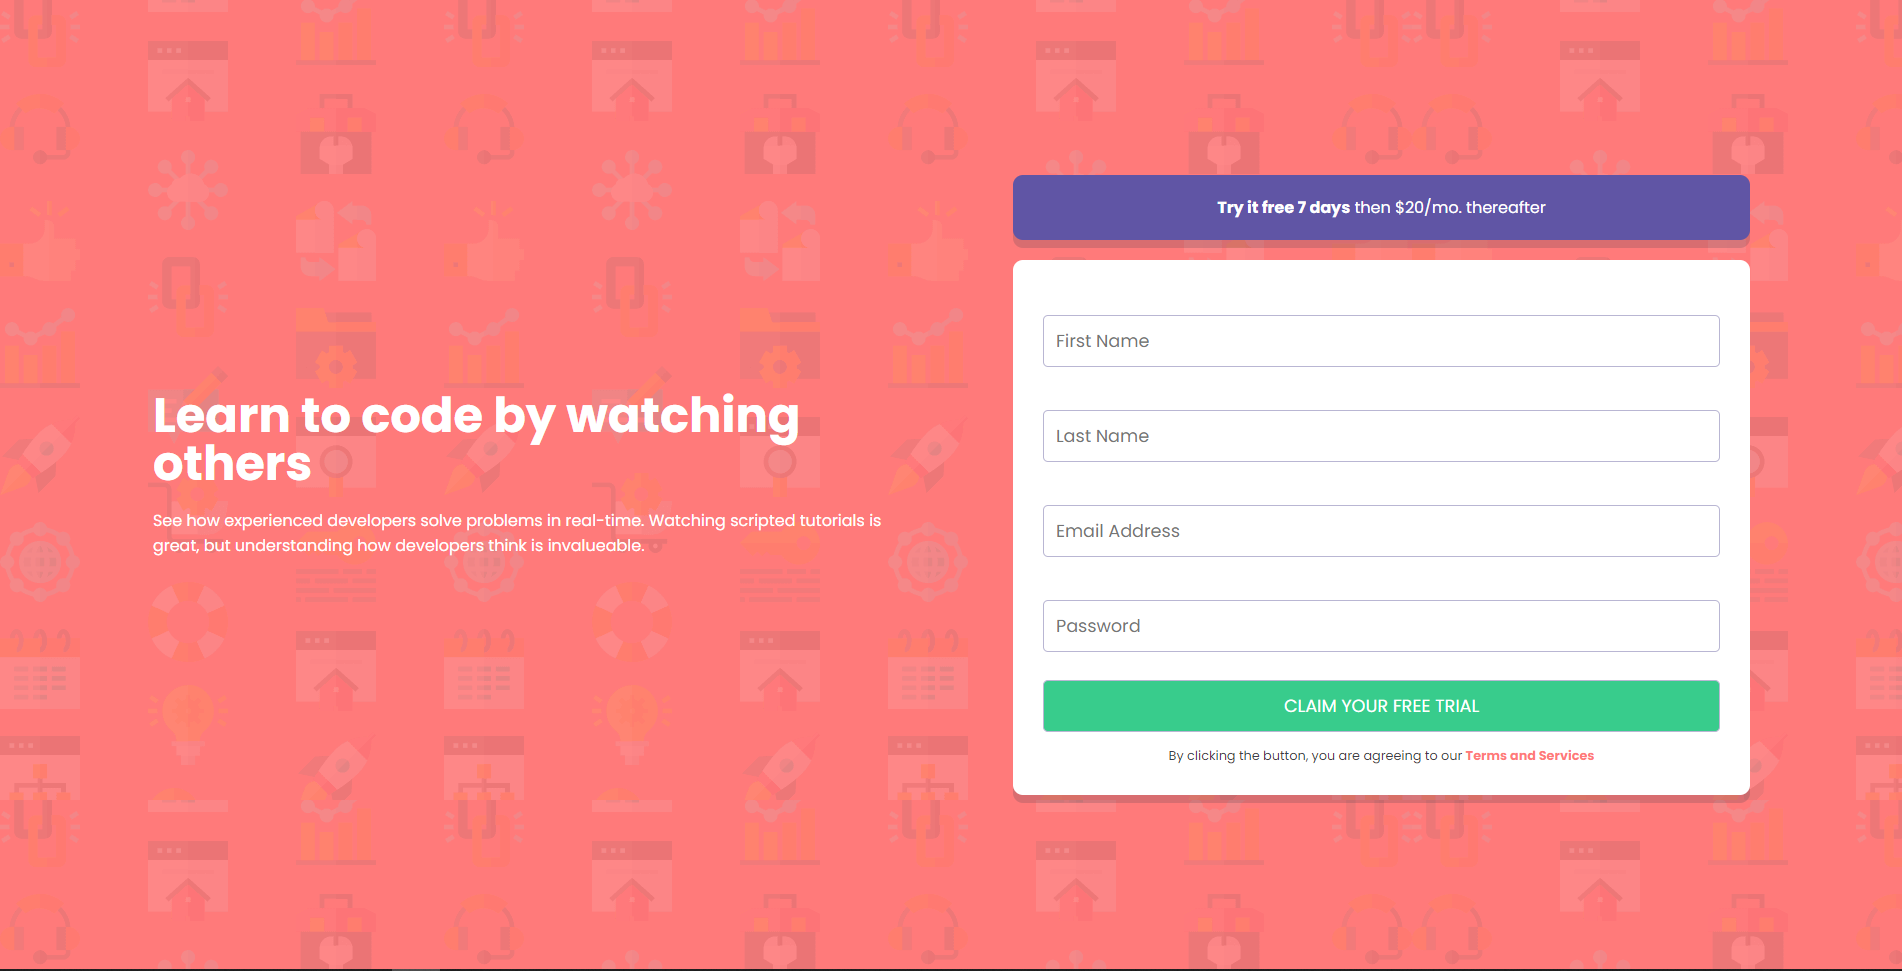 Learn to code by watching
others
See how experienced developers solve problems in real-time. Watching scripted tutorials is
great, but understanding how developers think is invalueable.
Try it free 7 days then $20/mo. thereafter
First Name
Last Name
Email Address
Password
CLAIM YOUR FREE TRIAL
By clicking the button, you are agreeing to our Terms and Services